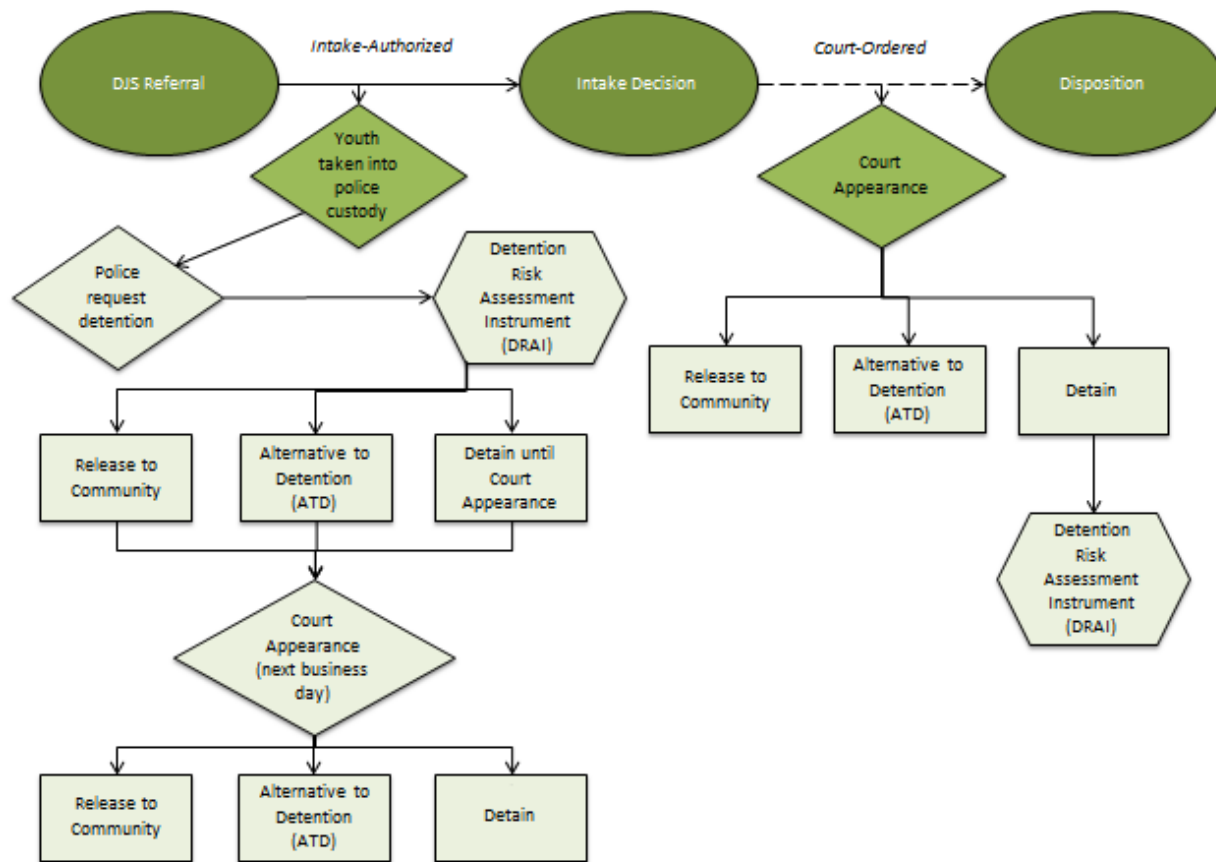 Intake-Authorized
Court-Ordered
DJS Referral
Intake Decision
Disposition
Youth
taken into
police
custody
Court
Appearance
Police
request
detention
Detention
Risk
Assessment
Instrument
(DRAI)
Release to
Community
Alternative to
Detention
(ATD)
Detain
Release to
Community
Alternative to
Detention
(ATD)
Detain until
Court
Appearance
Detention
Risk
Assessment
Instrument
(DRAI)
Court
Appearance
(next business
day)
Release to
Community
Alternative to
Detention
(ATD)
Detain